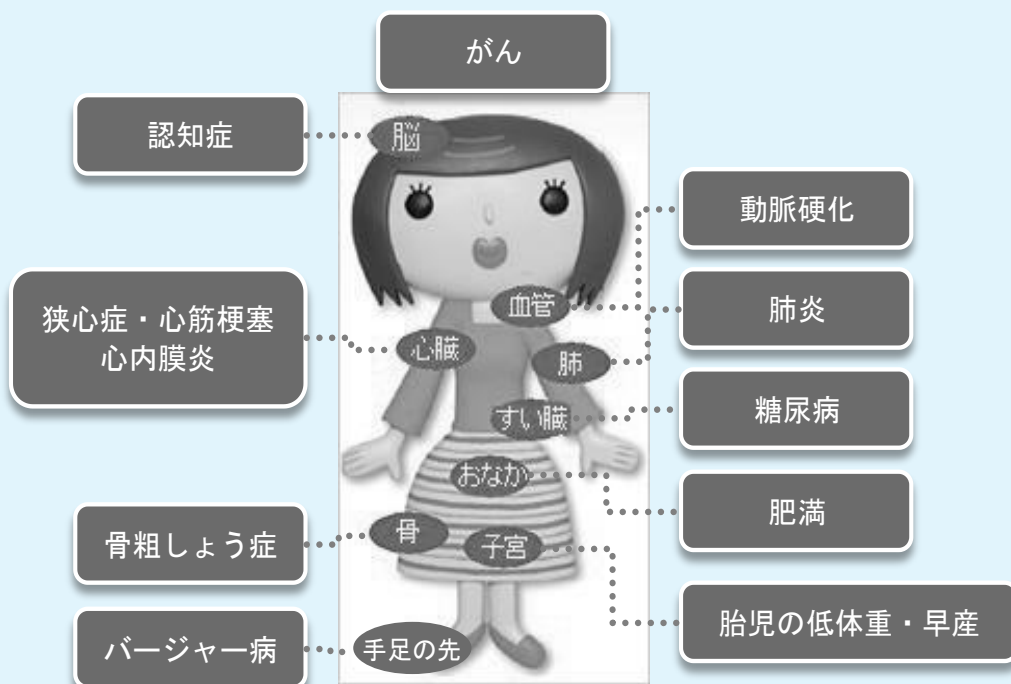 がん
認知症
脳
動脈硬化
血管
肺炎
狭心症・心筋梗塞
心内膜炎
心臓
肺
糖尿病
すい臓
おなか
肥満
骨粗しょう症
骨
子宮
胎児の低体重・早産
バージャー病
手足の先